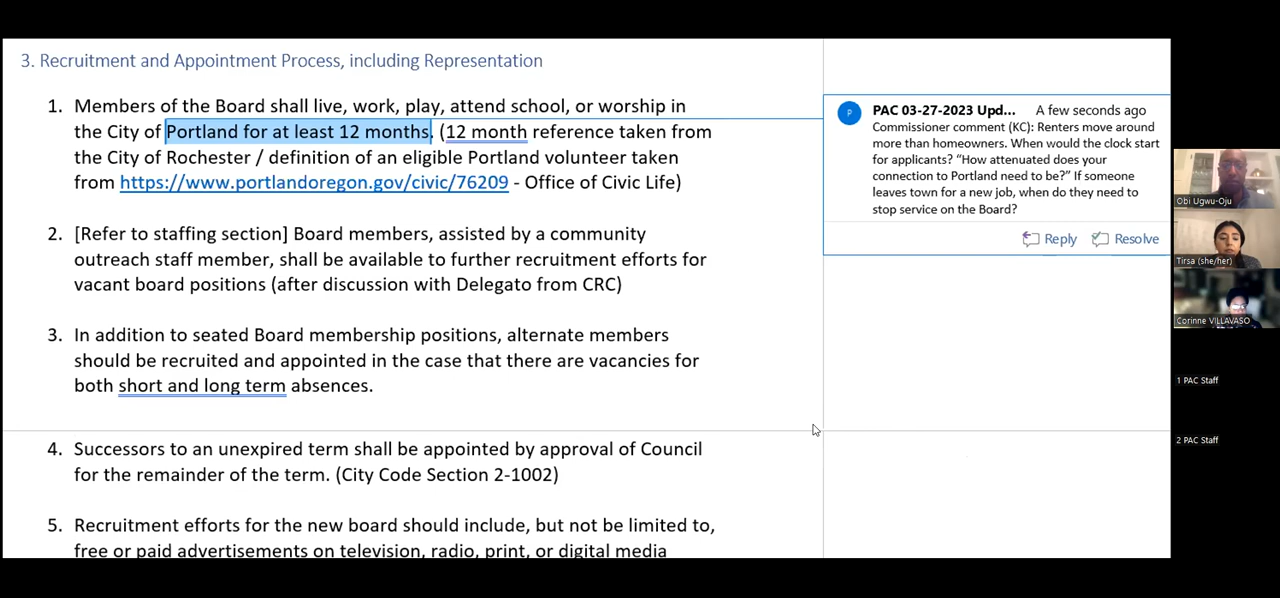 3. Recruitment and Appointment Process, including Representation
1. Members of the Board shall live, work, play, attend school, or worship in
the City of Portland for at least 12 months. (12 month reference taken from
the City of Rochester / definition of an eligible Portland volunteer taken
from https://www.portlandoregon.gov/civic/76209 - Office of Civic Life)
2. [Refer to staffing section] Board members, assisted by a community
outreach staff member, shall be available to further recruitment efforts for
vacant board positions (after discussion with Delegato from CRC)
3. In addition to seated Board membership positions, alternate members
should be recruited and appointed in the case that there are vacancies for
both short and long term absences.
4. Successors to an unexpired term shall be appointed by approval of Council
for the remainder of the term. (City Code Section 2-1002)
5. Recruitment efforts for the new board should include, but not be limited to,
free or paid advertisements on television, radio, print, or digital media
P
PAC 03-27-2023 Upd... A few seconds ago
Commissioner comment (KC): Renters move around
more than homeowners. When would the clock start
for applicants? “How attenuated does your
connection to Portland need to be?” If someone
leaves town for a new job, when do they need to
stop service on the Board?
Reply Resolve
Obi Ugwu-Oju
Tirsa (she/her)
Corinne VILLAVASO
1 PAC Staff
2 PAC Staff